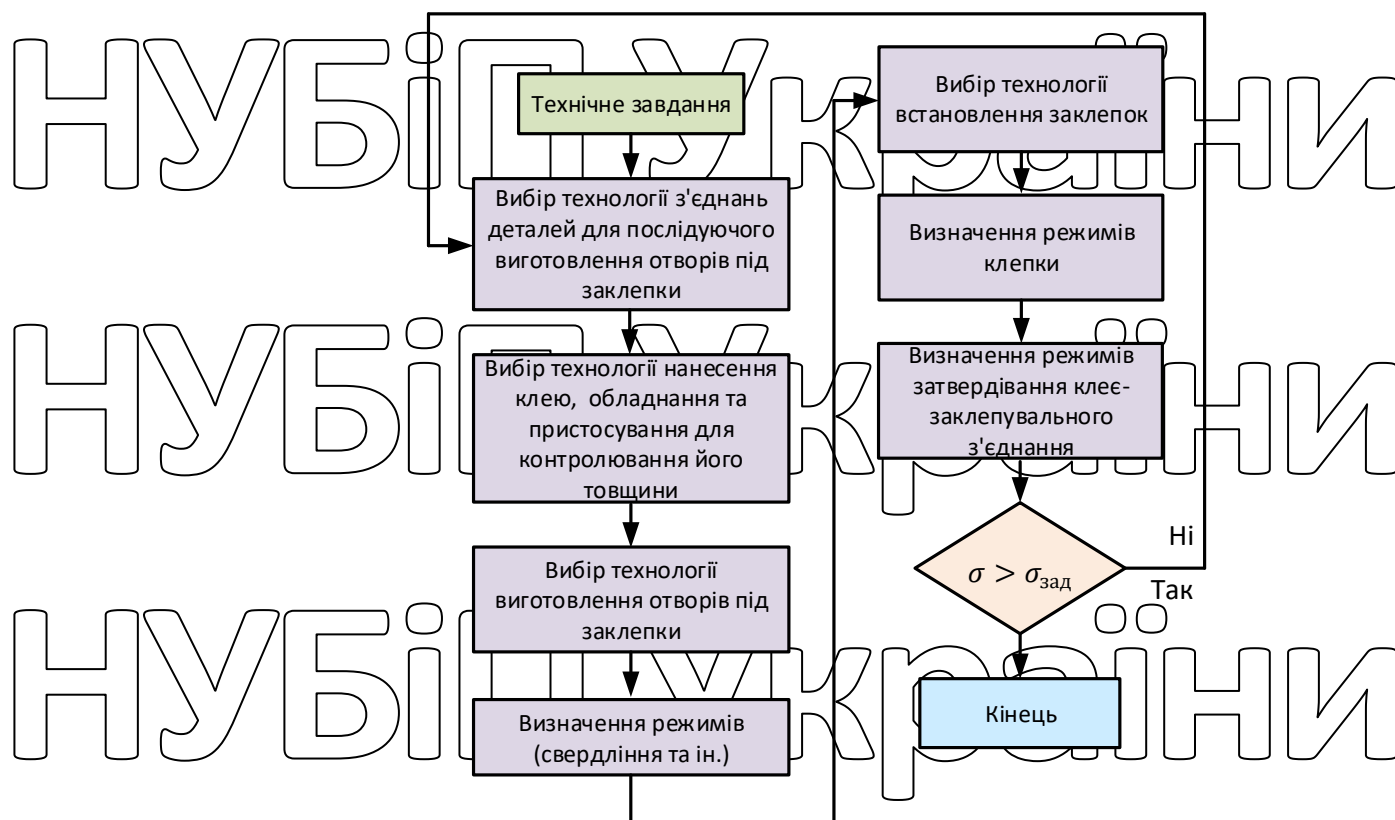 НУБіП України
Технічне завдання
Вибір технології з'єднань
деталей для послідуючого
виготовлення отворів під
заклепки
НУБіП України
Вибір технології нанесення
клею, обладнання та
пристосування для
контролювання його
товщини
Вибір технології
виготовлення отворів під
заклепки
НУБіП України
Визначення режимів
(свердління та ін.)
Вибір технології
встановлення заклепок
Визначення режимів
клепки
Визначення режимів
затвердівання клеє-
заклепувального
з'єднання
σ > σзад
Ні
Так
Кінець